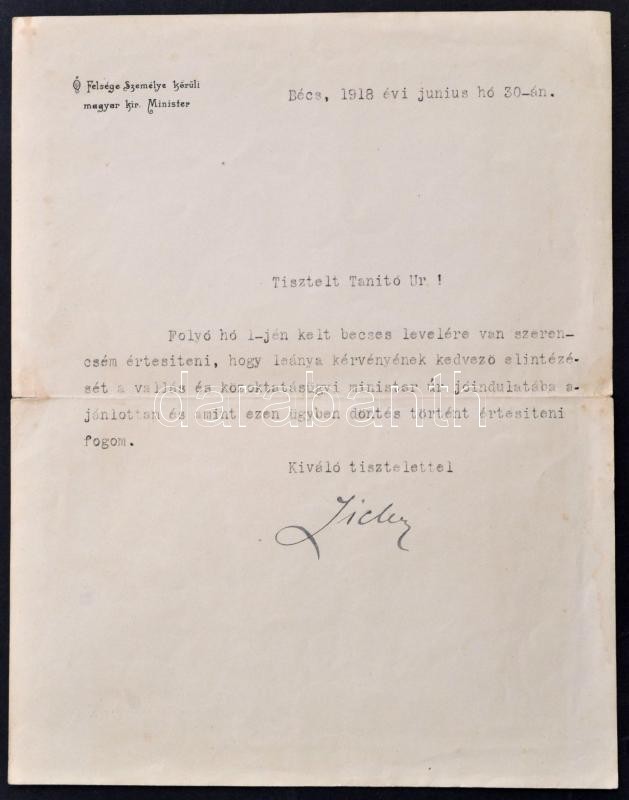 Ő Felsége Személye körüli
magyar kir. Minister
Bécs, 1918 évi junius hó 30-án.
Tisztelt Tanitó Ur !
Folyó hó 1-jén kelt becses levelére van szeren-
csém értesiteni, hogy leánya kérvényének kedvező elintézé-
sét a vallás és közoktatásügyi minister úr jóindulatába a-
jánlottam és amint ezen ügyben döntés történt értesiteni
fogom.
Kiváló tisztelettel
Zichy
darabanth